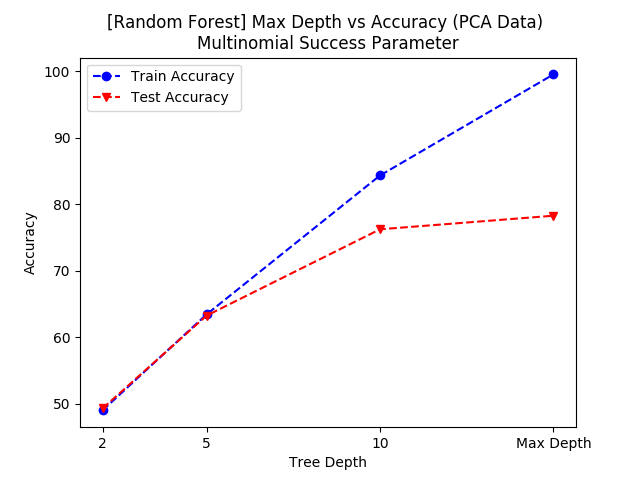 [Random Forest] Max Depth vs Accuracy (PCA Data)
Multinomial Success Parameter
Train Accuracy
Test Accuracy
100
90
80
70
60
50
Accuracy
2
5
10
Max Depth
Tree Depth